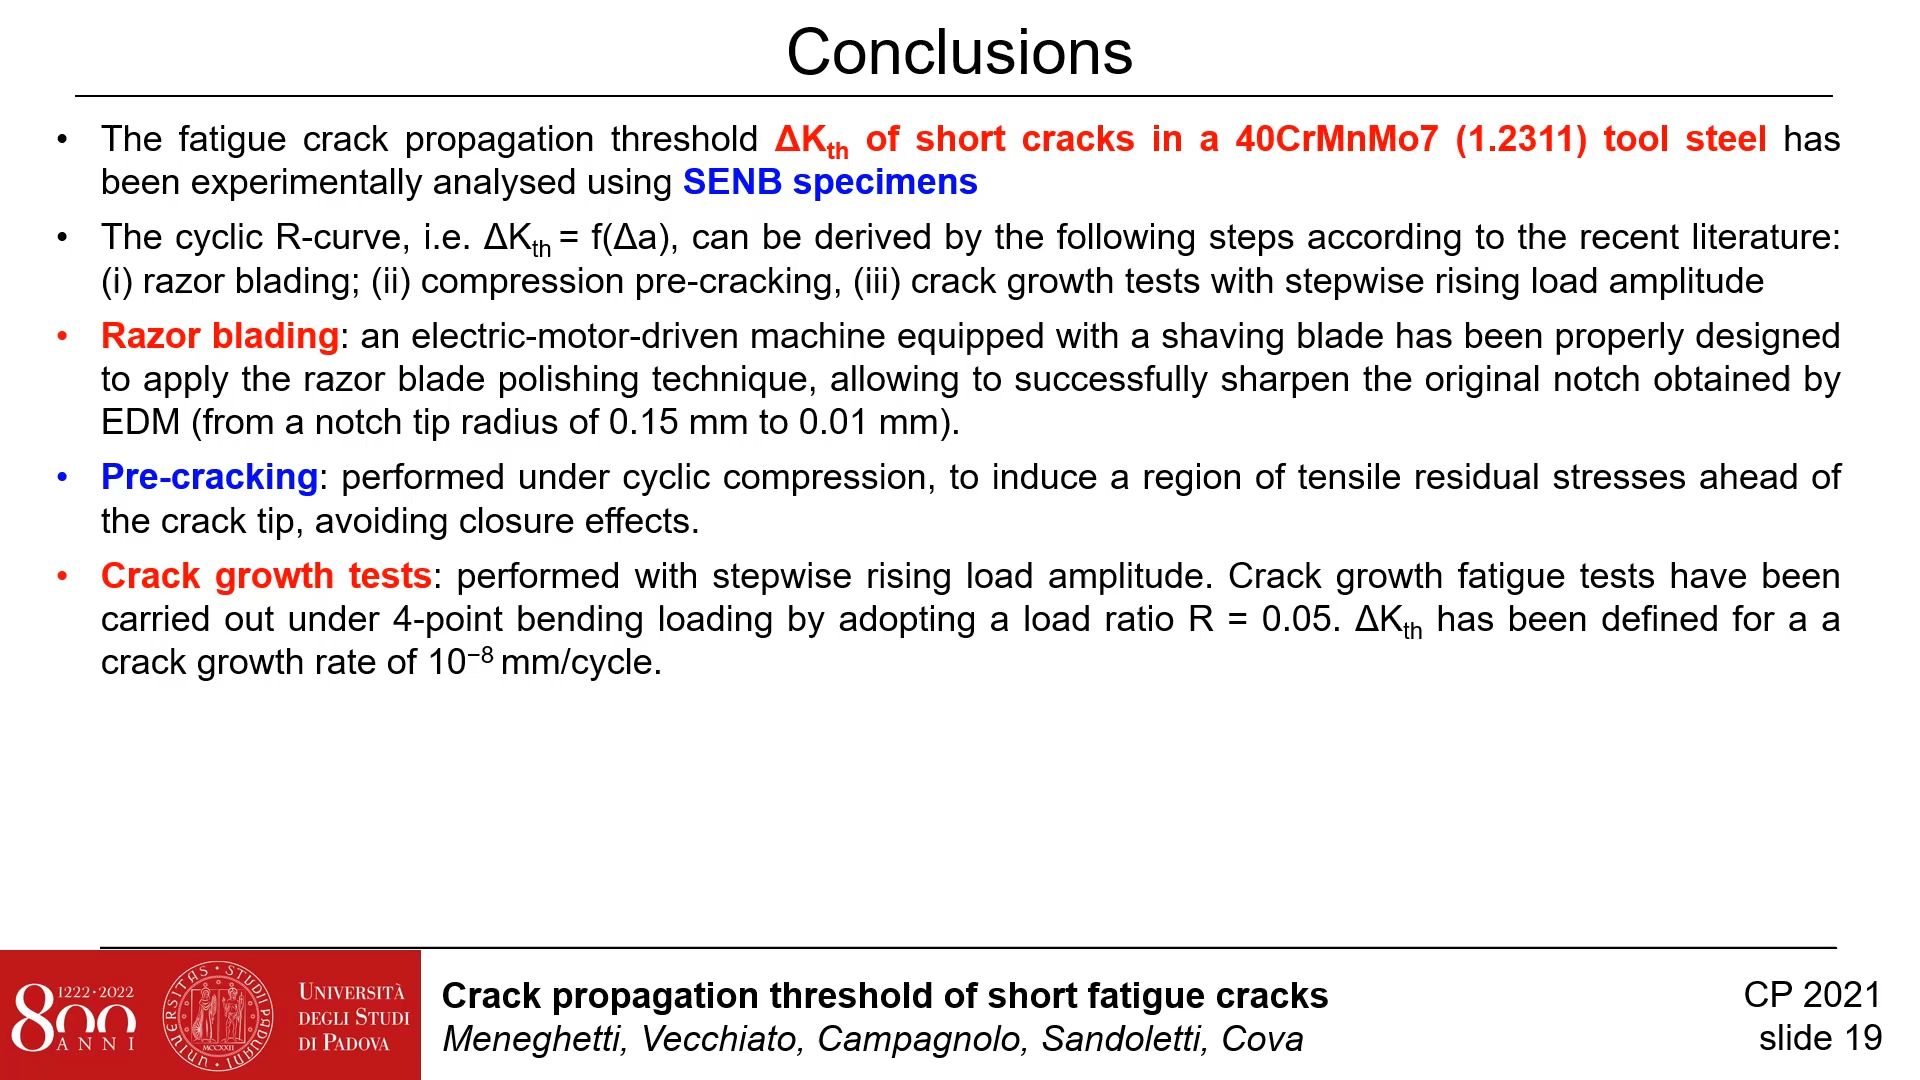 Conclusions
• The fatigue crack propagation threshold ΔKth of short cracks in a 40CrMnMo7 (1.2311) tool steel has
been experimentally analysed using SENB specimens
• The cyclic R-curve, i.e. ΔKth = f(Δa), can be derived by the following steps according to the recent literature:
(i) razor blading; (ii) compression pre-cracking, (iii) crack growth tests with stepwise rising load amplitude
• Razor blading: an electric-motor-driven machine equipped with a shaving blade has been properly designed
to apply the razor blade polishing technique, allowing to successfully sharpen the original notch obtained by
EDM (from a notch tip radius of 0.15 mm to 0.01 mm).
• Pre-cracking: performed under cyclic compression, to induce a region of tensile residual stresses ahead of
the crack tip, avoiding closure effects.
• Crack growth tests: performed with stepwise rising load amplitude. Crack growth fatigue tests have been
carried out under 4-point bending loading by adopting a load ratio R = 0.05. ΔKth has been defined for a a
crack growth rate of 10⁻⁸ mm/cycle.
1222·2022
800
ANNI
UNIVERSITAS STUDII PADUANI
MCCXXII
UNIVERSITÀ
DEGLI STUDI
DI PADOVA
Crack propagation threshold of short fatigue cracks
Meneghetti, Vecchiato, Campagnolo, Sandoletti, Cova
CP 2021
slide 19